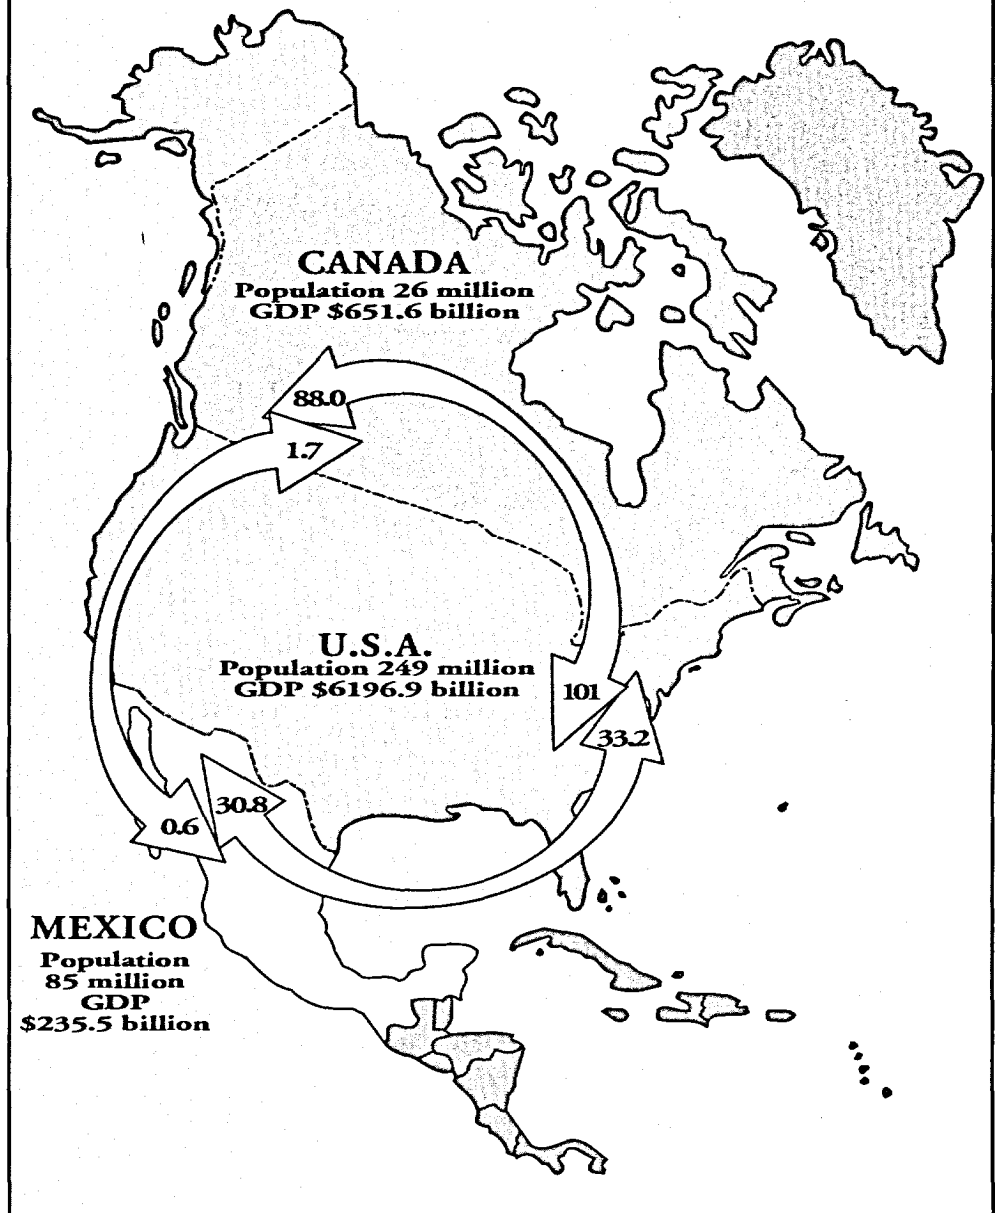 CANADA
Population 26 million
GDP $651.6 billion
88.0
1.7
U.S.A.
Population 249 million
GDP $6196.9 billion
101
33.2
30.8
0.6
MEXICO
Population
85 million
GDP
$235.5 billion